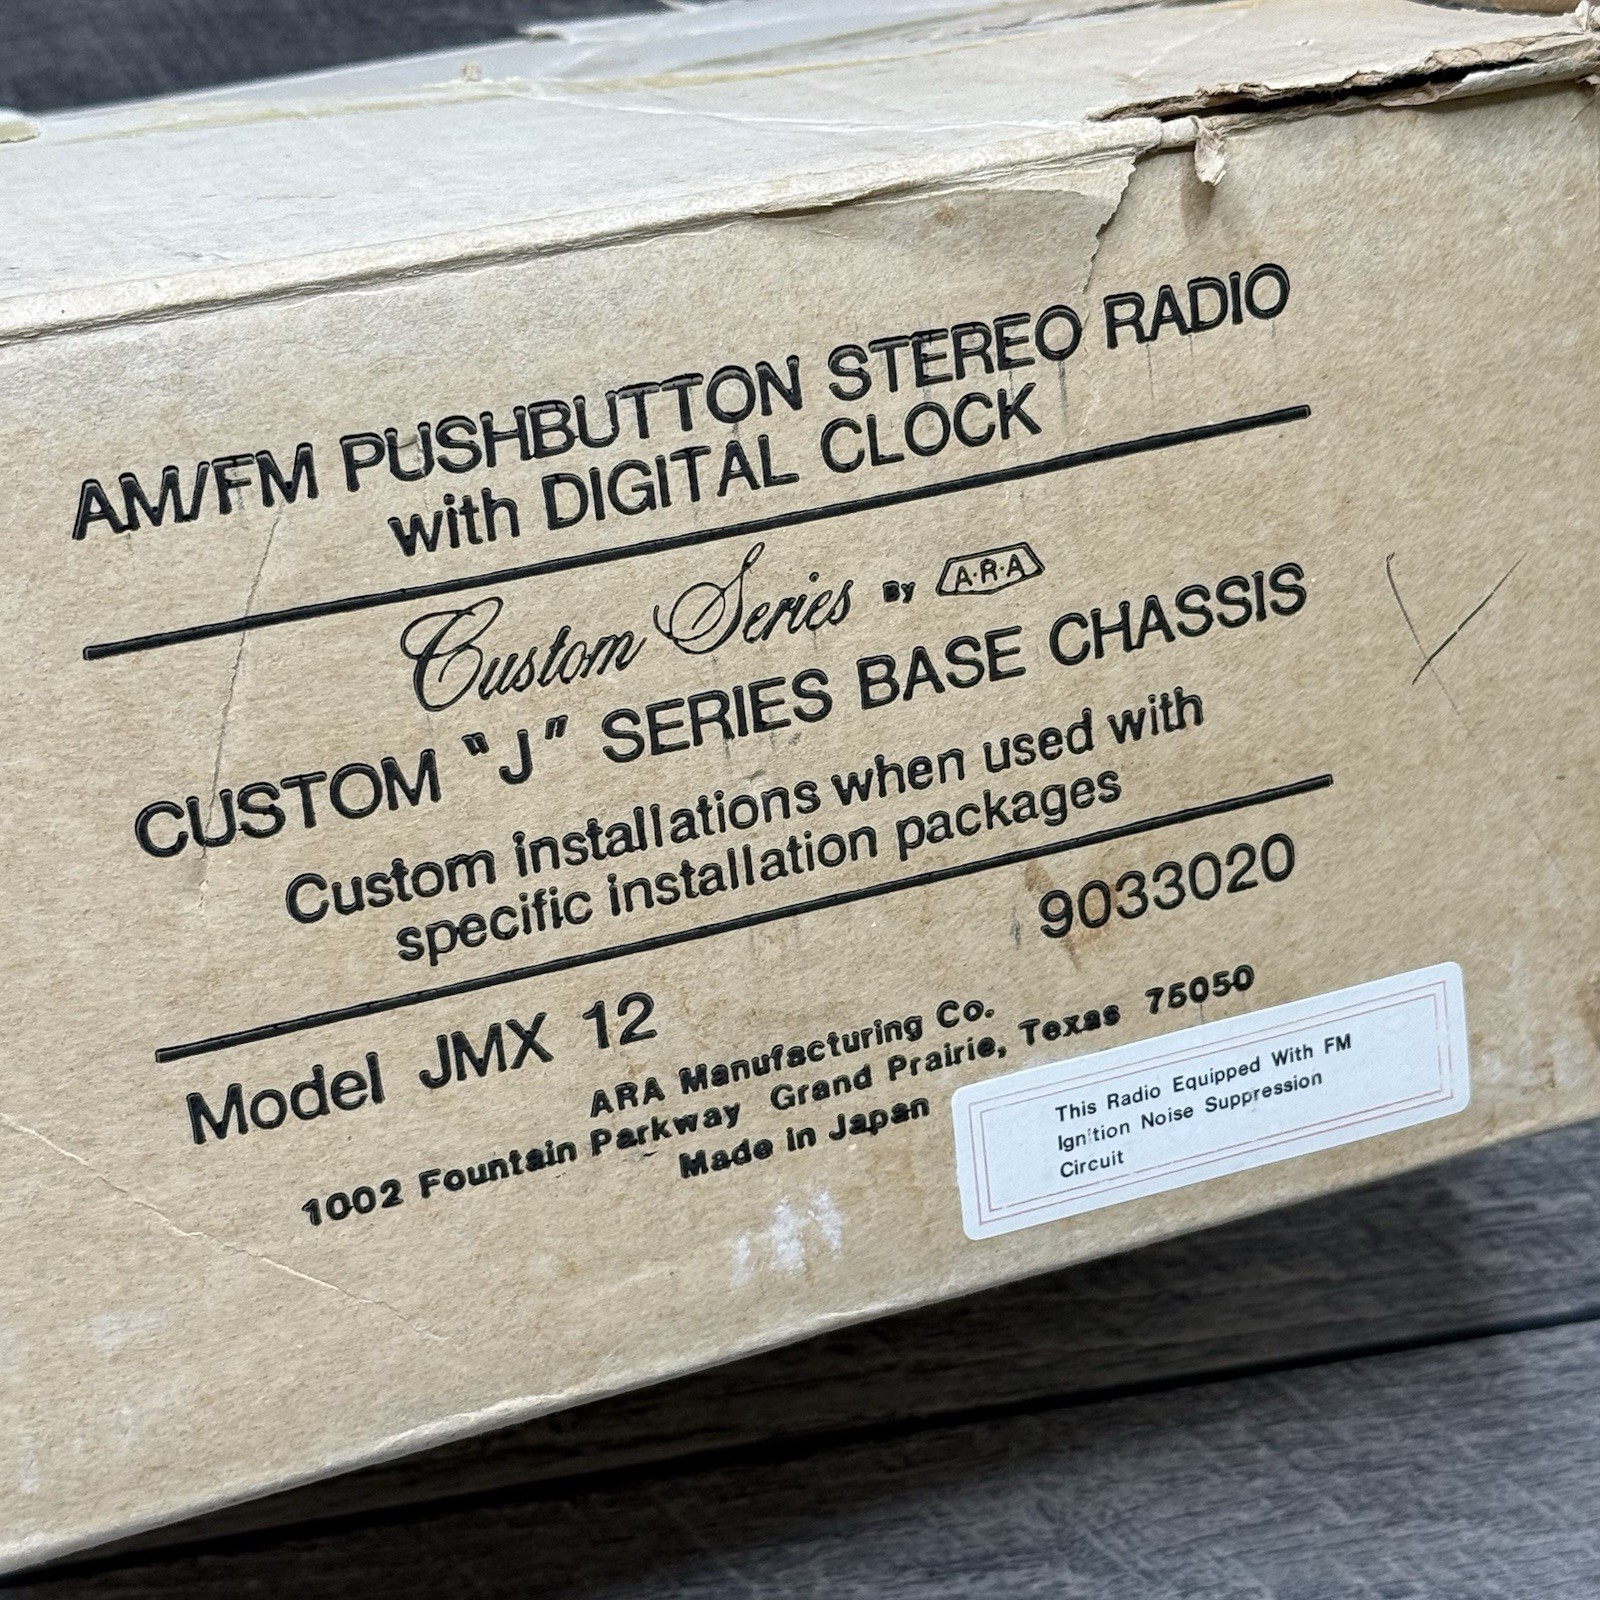 AM/FM PUSHBUTTON STEREO RADIO
with DIGITAL CLOCK
Custom Series By A·R·A
CUSTOM "J" SERIES BASE CHASSIS
Custom installations when used with
specific installation packages
Model JMX 12 9033020
ARA Manufacturing Co.
1002 Fountain Parkway Grand Prairie, Texas 75050
Made in Japan
This Radio Equipped With FM
Ignition Noise Suppression
Circuit